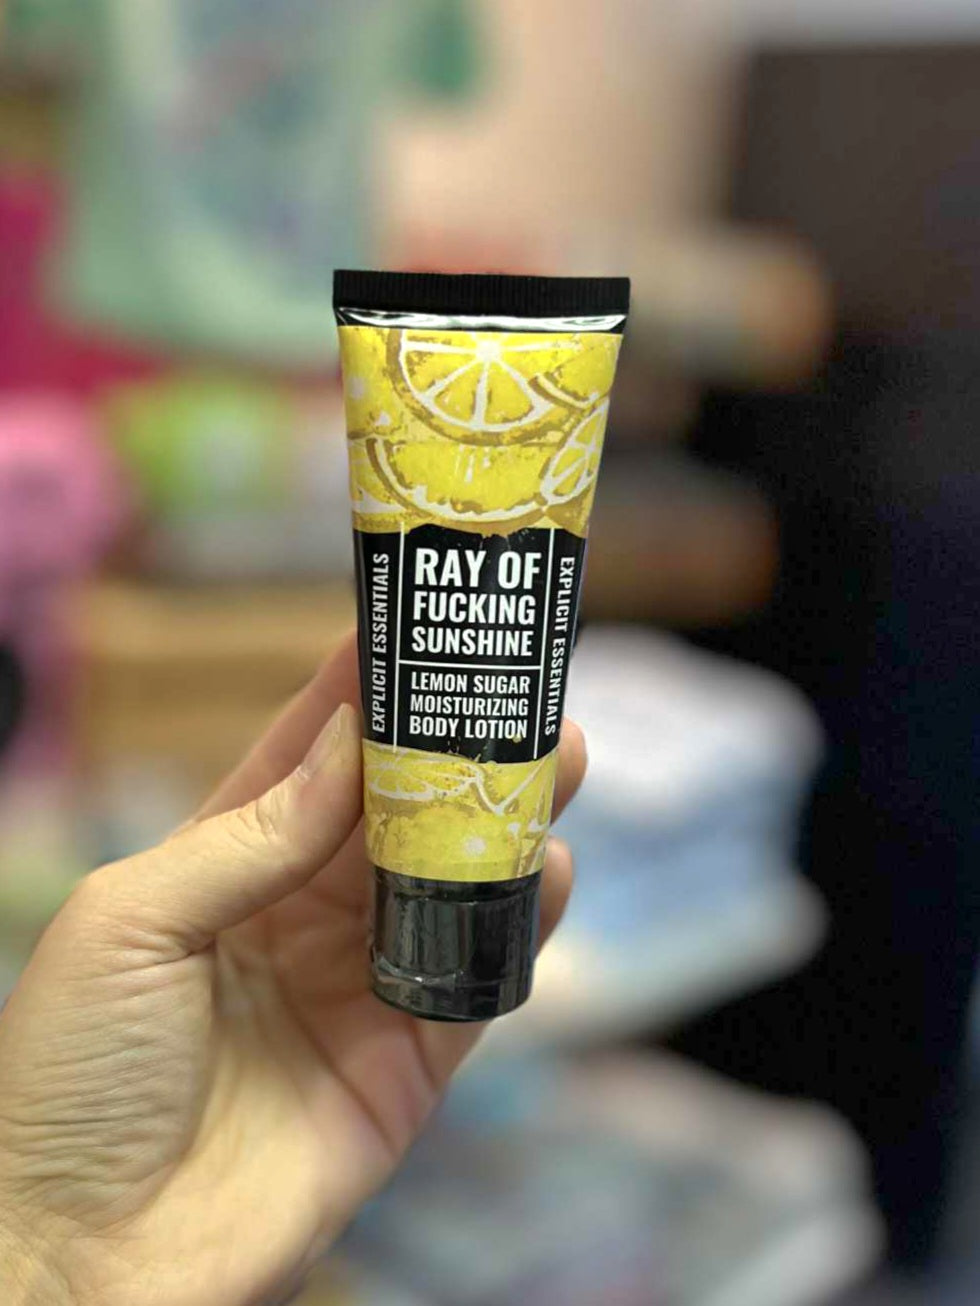 EXPLICIT ESSENTIALS
RAY OF
FUCKING
SUNSHINE
LEMON SUGAR
MOISTURIZING
BODY LOTION
EXPLICIT ESSENTIALS